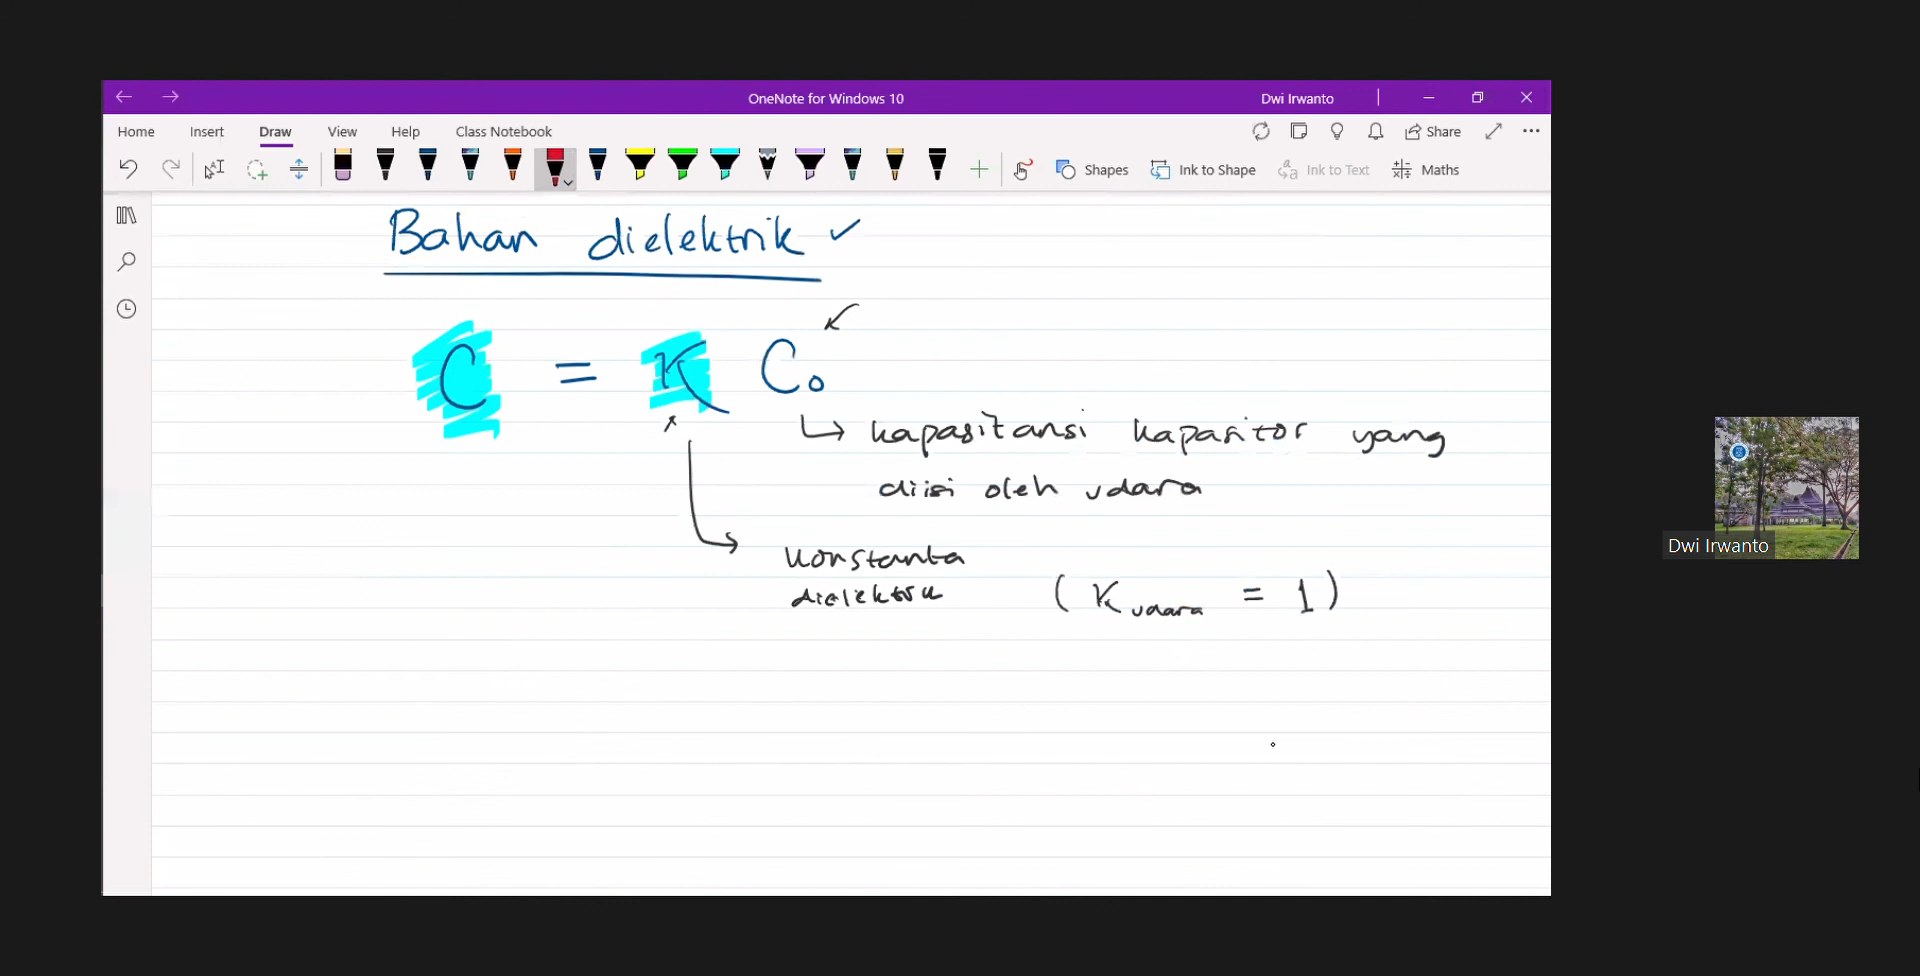 OneNote for Windows 10
Dwi Irwanto
Home Insert Draw View Help Class Notebook
Share
Shapes Ink to Shape Ink to Text Maths
Bahan dielektrik ✓
C = K C₀
kapasitansi kapasitor yang
diisi oleh udara
konstanta
dielektrik
( K udara = 1 )
Dwi Irwanto